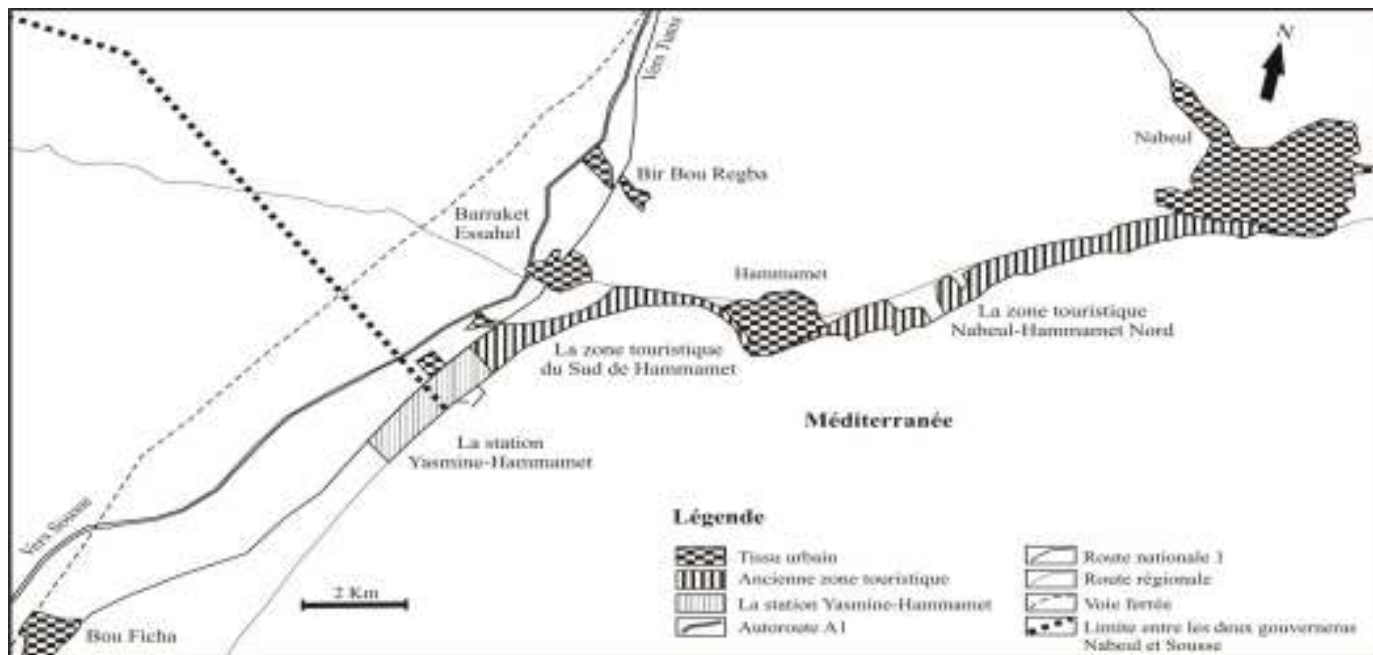 Vers Tunis
N
Nabeul
Bir Bou Regba
Barraket
Essahel
Hammamet
La zone touristique
Nabeul-Hammamet Nord
La zone touristique
du Sud de Hammamet
Méditerranée
La station
Yasmine-Hammamet
Vers Sousse
2 Km
Bou Ficha
Légende
Tissu urbain
Ancienne zone touristique
La station Yasmine-Hammamet
Autoroute A1
Route nationale 1
Route régionale
Voie ferrée
Limite entre les deux gouvernerus
Nabeul et Sousse